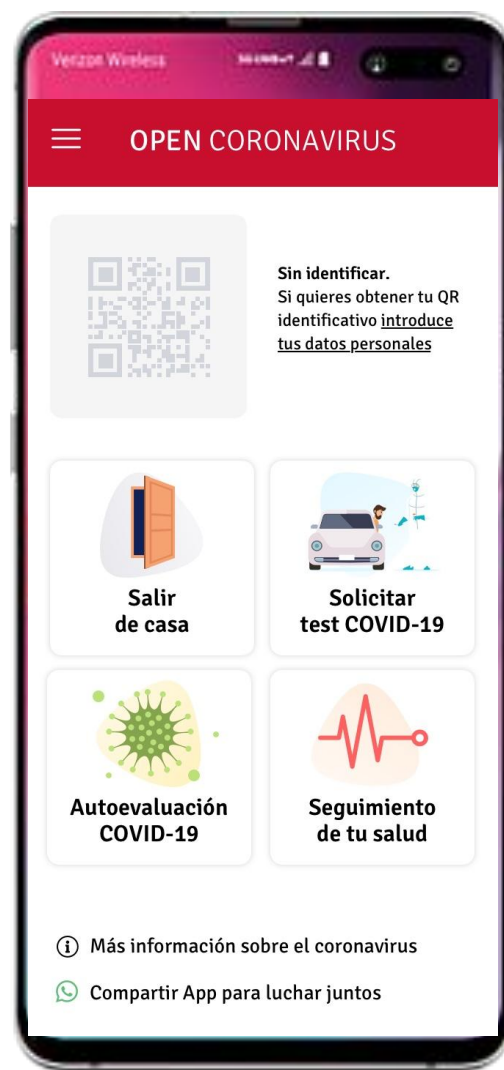 Verizon Wireless
OPEN CORONAVIRUS
Sin identificar.
Si quieres obtener tu QR
identificativo introduce
tus datos personales
Salir
de casa
Solicitar
test COVID-19
Autoevaluación
COVID-19
Seguimiento
de tu salud
Más información sobre el coronavirus
Compartir App para luchar juntos